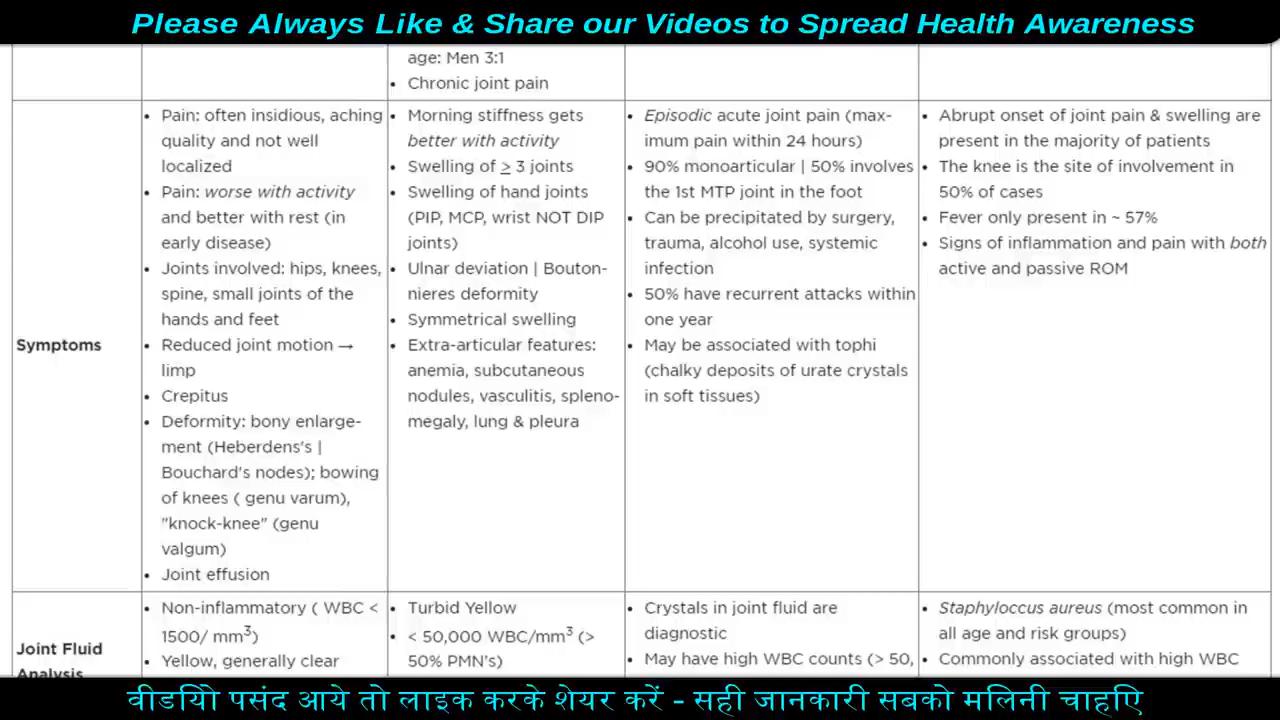 Please Always Like & Share our Videos to Spread Health Awareness
age: Men 3:1
• Chronic joint pain
Symptoms
• Pain: often insidious, aching
quality and not well
localized
• Pain: worse with activity
and better with rest (in
early disease)
• Joints involved: hips, knees,
spine, small joints of the
hands and feet
• Reduced joint motion →
limp
• Crepitus
• Deformity: bony enlarge-
ment (Heberdens's |
Bouchard's nodes); bowing
of knees ( genu varum),
"knock-knee" (genu
valgum)
• Joint effusion
• Morning stiffness gets
better with activity
• Swelling of ≥ 3 joints
• Swelling of hand joints
(PIP, MCP, wrist NOT DIP
joints)
• Ulnar deviation | Bouton-
nieres deformity
• Symmetrical swelling
• Extra-articular features:
anemia, subcutaneous
nodules, vasculitis, spleno-
megaly, lung & pleura
• Episodic acute joint pain (max-
imum pain within 24 hours)
• 90% monoarticular | 50% involves
the 1st MTP joint in the foot
• Can be precipitated by surgery,
trauma, alcohol use, systemic
infection
• 50% have recurrent attacks within
one year
• May be associated with tophi
(chalky deposits of urate crystals
in soft tissues)
• Abrupt onset of joint pain & swelling are
present in the majority of patients
• The knee is the site of involvement in
50% of cases
• Fever only present in ~ 57%
• Signs of inflammation and pain with both
active and passive ROM
Joint Fluid
Analysis
• Non-inflammatory ( WBC <
1500/ mm³)
• Yellow, generally clear
• Turbid Yellow
• < 50,000 WBC/mm³ (>
50% PMN's)
• Crystals in joint fluid are
diagnostic
• May have high WBC counts (> 50,
• Staphyloccus aureus (most common in
all age and risk groups)
• Commonly associated with high WBC
वीडियो पसंद आये तो लाइक करके शेयर करें - सही जानकारी सबको मिलनी चाहिए